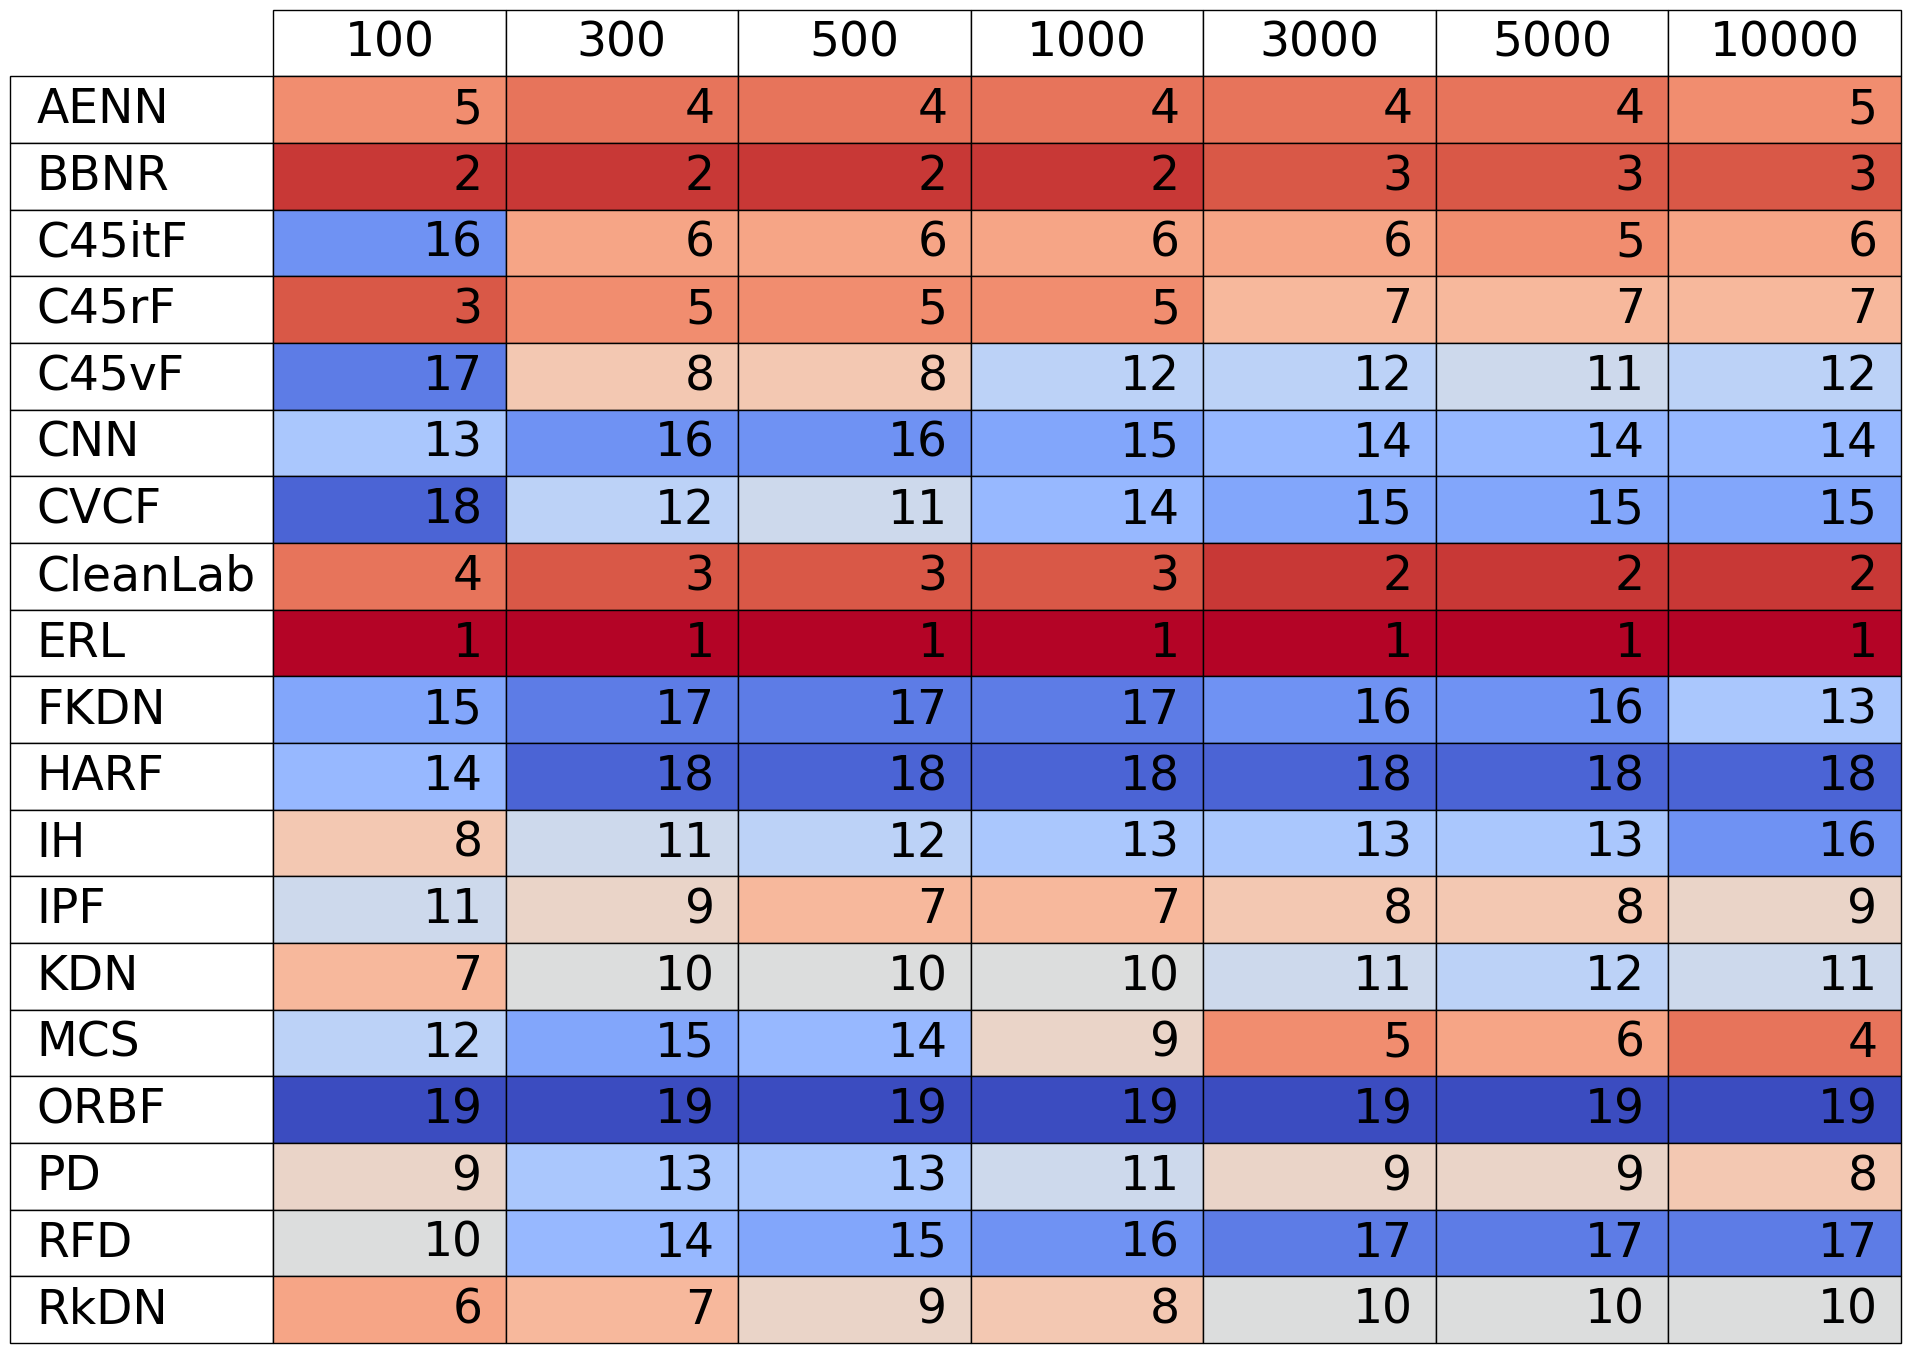 100 300 500 1000 3000 5000 10000
AENN 5 4 4 4 4 4 5
BBNR 2 2 2 2 3 3 3
C45itF 16 6 6 6 6 5 6
C45rF 3 5 5 5 7 7 7
C45vF 17 8 8 12 12 11 12
CNN 13 16 16 15 14 14 14
CVCF 18 12 11 14 15 15 15
CleanLab 4 3 3 3 2 2 2
ERL 1 1 1 1 1 1 1
FKDN 15 17 17 17 16 16 13
HARF 14 18 18 18 18 18 18
IH 8 11 12 13 13 13 16
IPF 11 9 7 7 8 8 9
KDN 7 10 10 10 11 12 11
MCS 12 15 14 9 5 6 4
ORBF 19 19 19 19 19 19 19
PD 9 13 13 11 9 9 8
RFD 10 14 15 16 17 17 17
RkDN 6 7 9 8 10 10 10